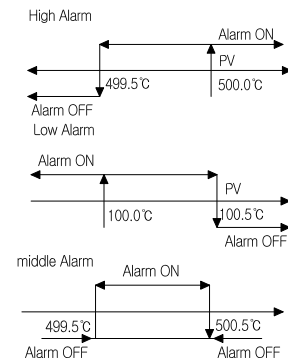 High Alarm
Alarm ON
PV
499.5℃
500.0℃
Alarm OFF
Low Alarm
Alarm ON
PV
100.0℃
100.5℃
Alarm OFF
middle Alarm
Alarm ON
499.5℃
500.5℃
Alarm OFF
Alarm OFF